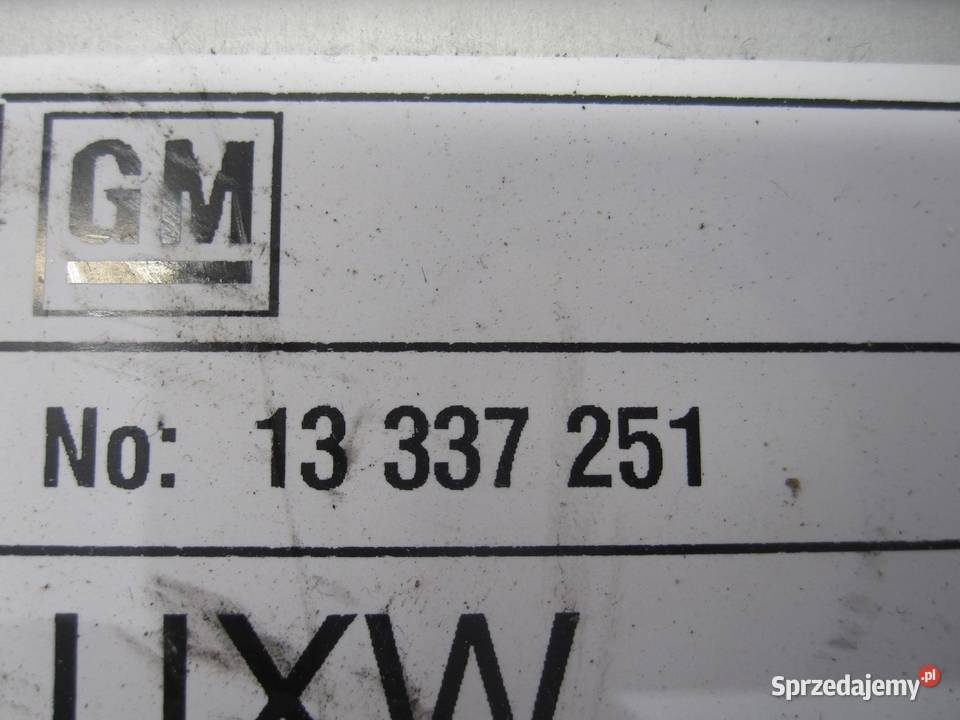 GM
No: 13 337 251
Sprzedajemy.pl